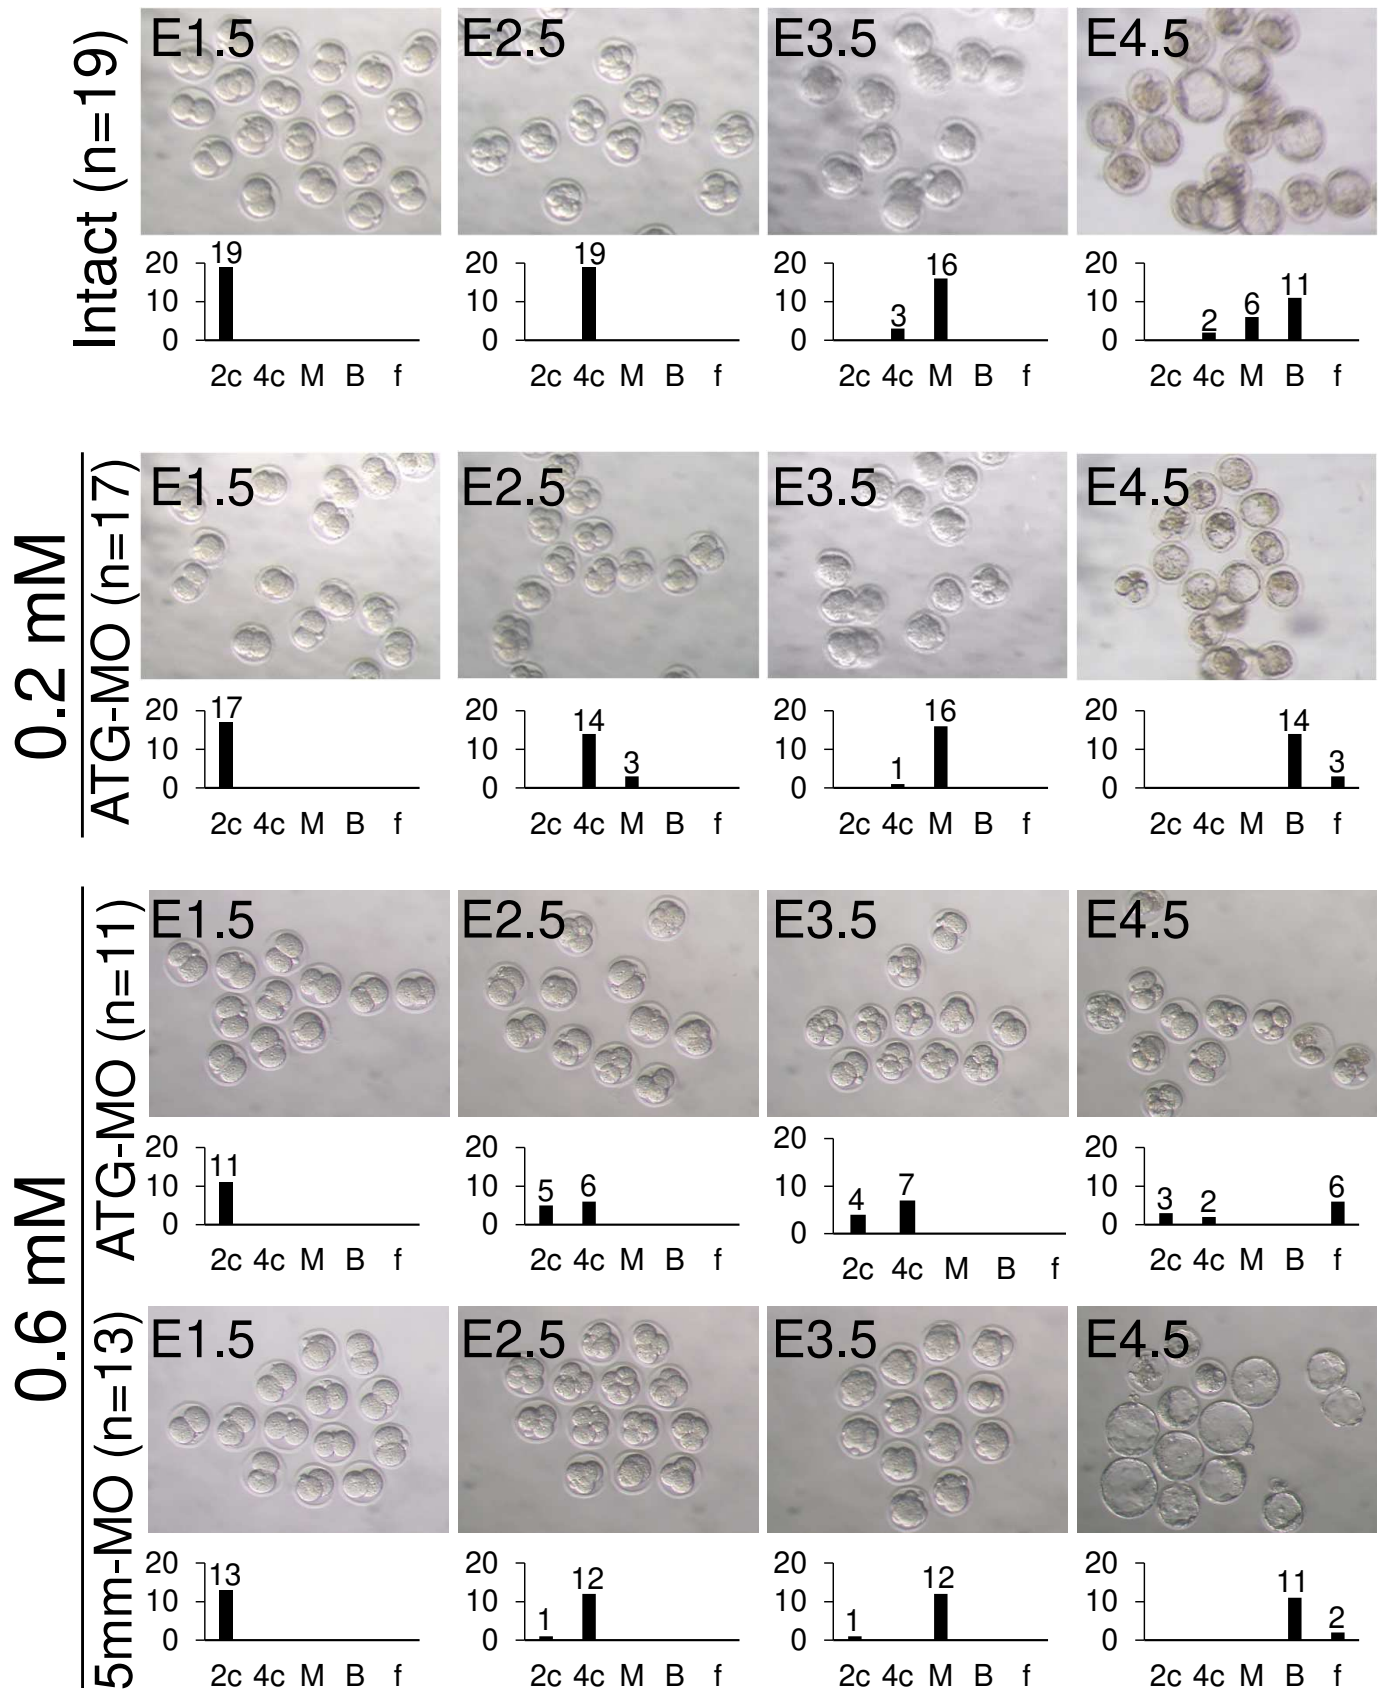 Intact (n=19)
E1.5 E2.5 E3.5 E4.5
20 19 20 19 20 16 20 11
10 10 10 3 10 2 6
0 0 0 0
2c 4c M B f 2c 4c M B f 2c 4c M B f 2c 4c M B f
0.2 mM
ATG-MO (n=17)
E1.5 E2.5 E3.5 E4.5
20 17 20 14 20 16 20 14
10 10 3 10 1 10 3
0 0 0 0
2c 4c M B f 2c 4c M B f 2c 4c M B f 2c 4c M B f
0.6 mM
ATG-MO (n=11)
E1.5 E2.5 E3.5 E4.5
20 11 20 20 20
10 10 5 6 10 4 7 10 3 2 6
0 0 0 0
2c 4c M B f 2c 4c M B f 2c 4c M B f 2c 4c M B f
5mm-MO (n=13)
E1.5 E2.5 E3.5 E4.5
20 13 20 12 20 12 20 11
10 10 1 10 1 10 2
0 0 0 0
2c 4c M B f 2c 4c M B f 2c 4c M B f 2c 4c M B f